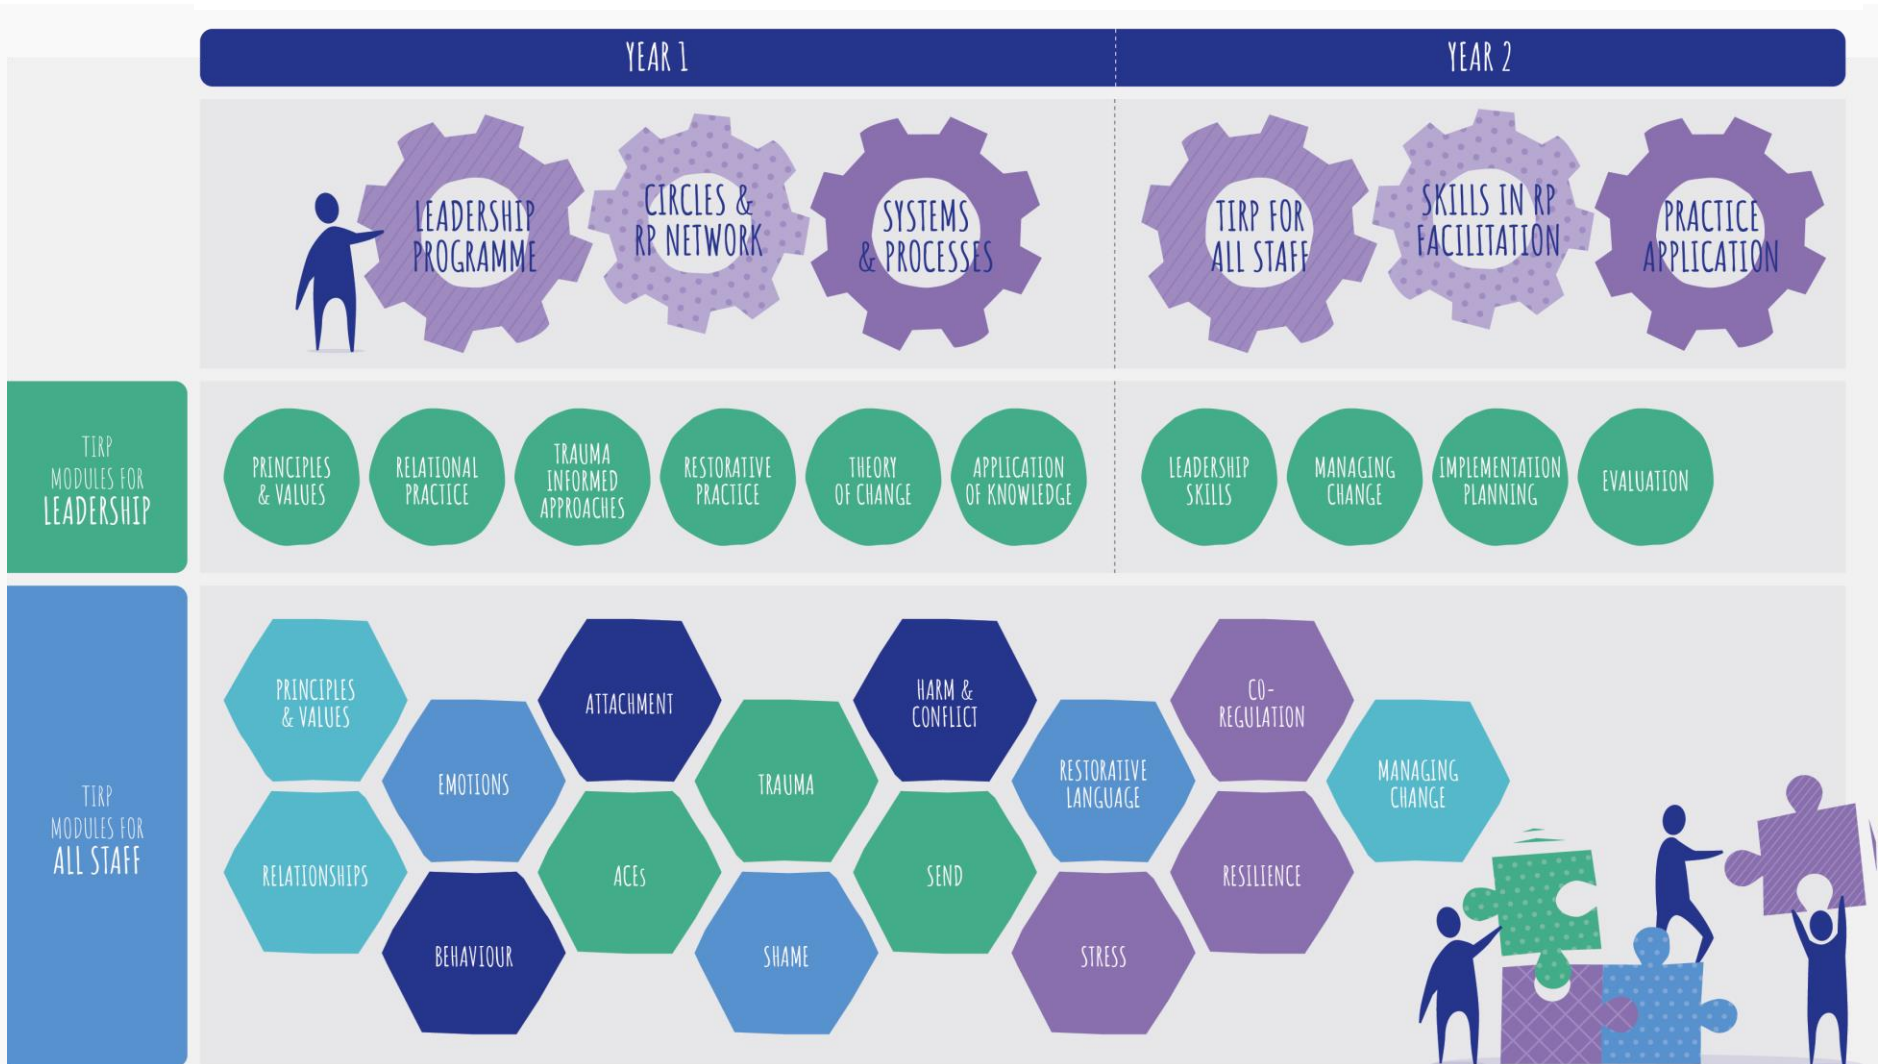 YEAR 1
YEAR 2
LEADERSHIP
PROGRAMME
CIRCLES &
RP NETWORK
SYSTEMS
& PROCESSES
TIRP FOR
ALL STAFF
SKILLS IN RP
FACILITATION
PRACTICE
APPLICATION
TIRP
MODULES FOR
LEADERSHIP
PRINCIPLES
& VALUES
RELATIONAL
PRACTICE
TRAUMA
INFORMED
APPROACHES
RESTORATIVE
PRACTICE
THEORY
OF CHANGE
APPLICATION
OF KNOWLEDGE
LEADERSHIP
SKILLS
MANAGING
CHANGE
IMPLEMENTATION
PLANNING
EVALUATION
TIRP
MODULES FOR
ALL STAFF
PRINCIPLES
& VALUES
RELATIONSHIPS
EMOTIONS
BEHAVIOUR
ATTACHMENT
ACEs
TRAUMA
SHAME
HARM &
CONFLICT
SEND
RESTORATIVE
LANGUAGE
STRESS
CO-
REGULATION
RESILIENCE
MANAGING
CHANGE